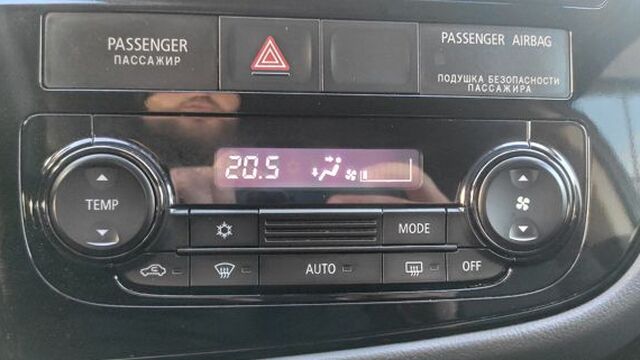 PASSENGER
ПАССАЖИР
PASSENGER AIRBAG
ПОДУШКА БЕЗОПАСНОСТИ
ПАССАЖИРА
20.5
TEMP
MODE
AUTO
OFF